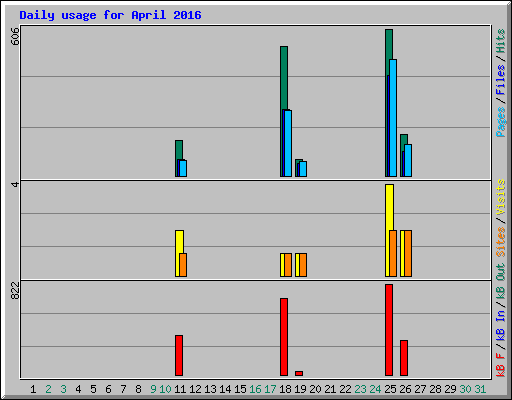 Daily usage for April 2016
606
4
822
Pages / Files / Hits
Sites / Visits
kB F / kB In / kB Out
1 2 3 4 5 6 7 8 9 10 11 12 13 14 15 16 17 18 19 20 21 22 23 24 25 26 27 28 29 30 31